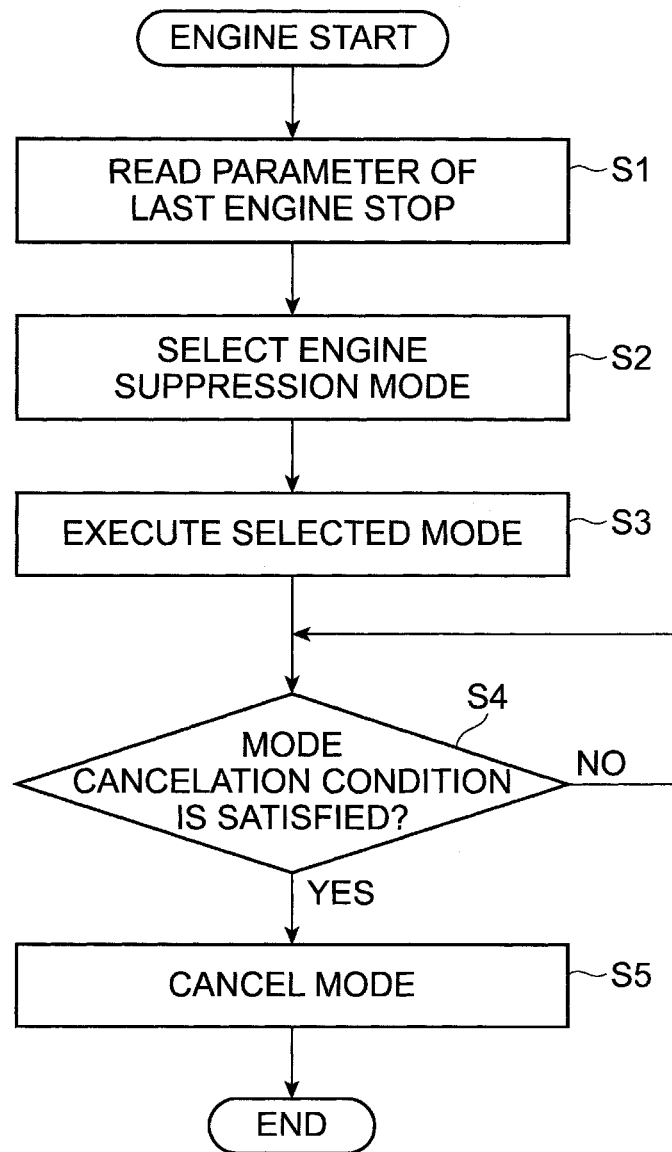 ENGINE START
READ PARAMETER OF
LAST ENGINE STOP
S1
SELECT ENGINE
SUPPRESSION MODE
S2
EXECUTE SELECTED MODE
S3
S4
MODE
CANCELATION CONDITION
IS SATISFIED?
NO
YES
CANCEL MODE
S5
END